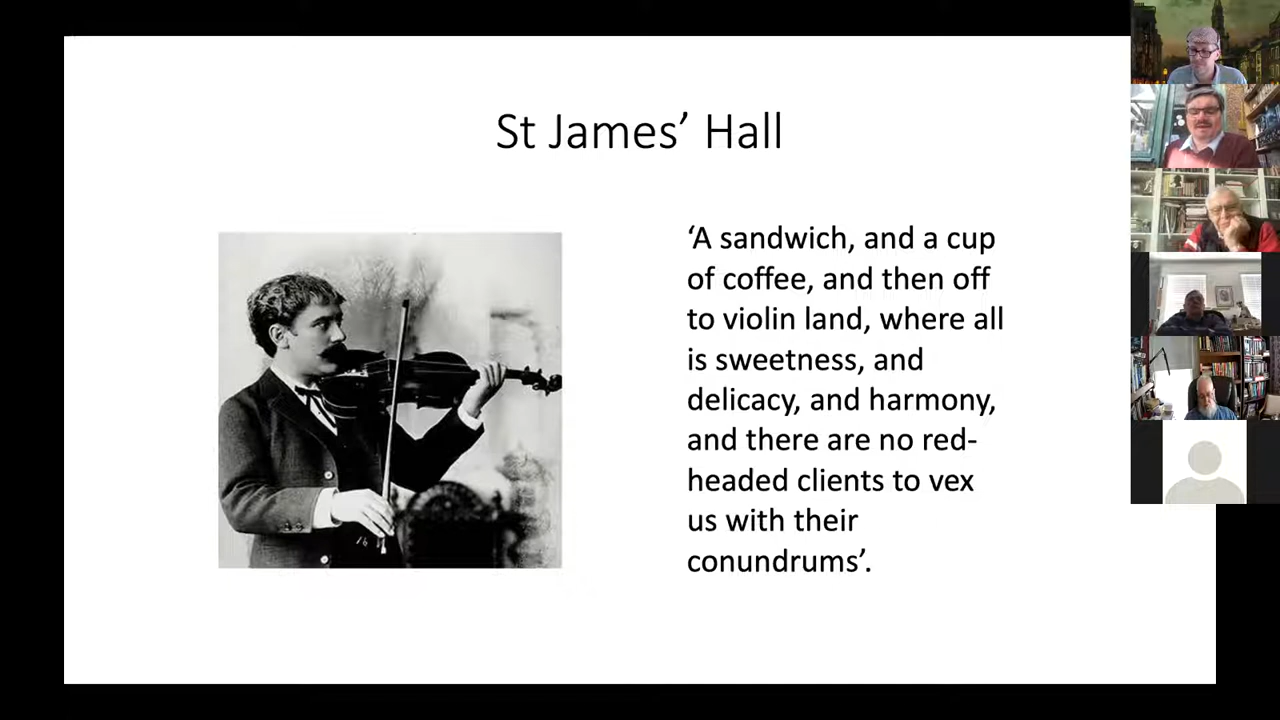 St James’ Hall
‘A sandwich, and a cup
of coffee, and then off
to violin land, where all
is sweetness, and
delicacy, and harmony,
and there are no red-
headed clients to vex
us with their
conundrums’.